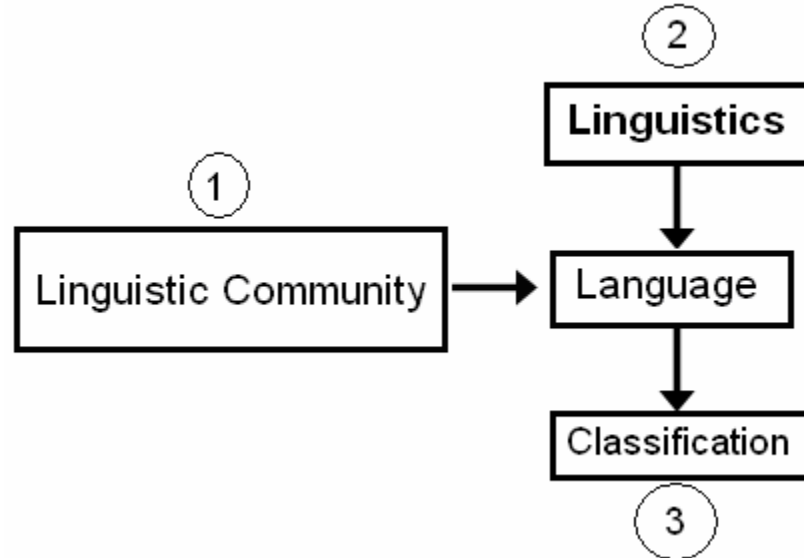 2
Linguistics
1
Linguistic Community
Language
Classification
3